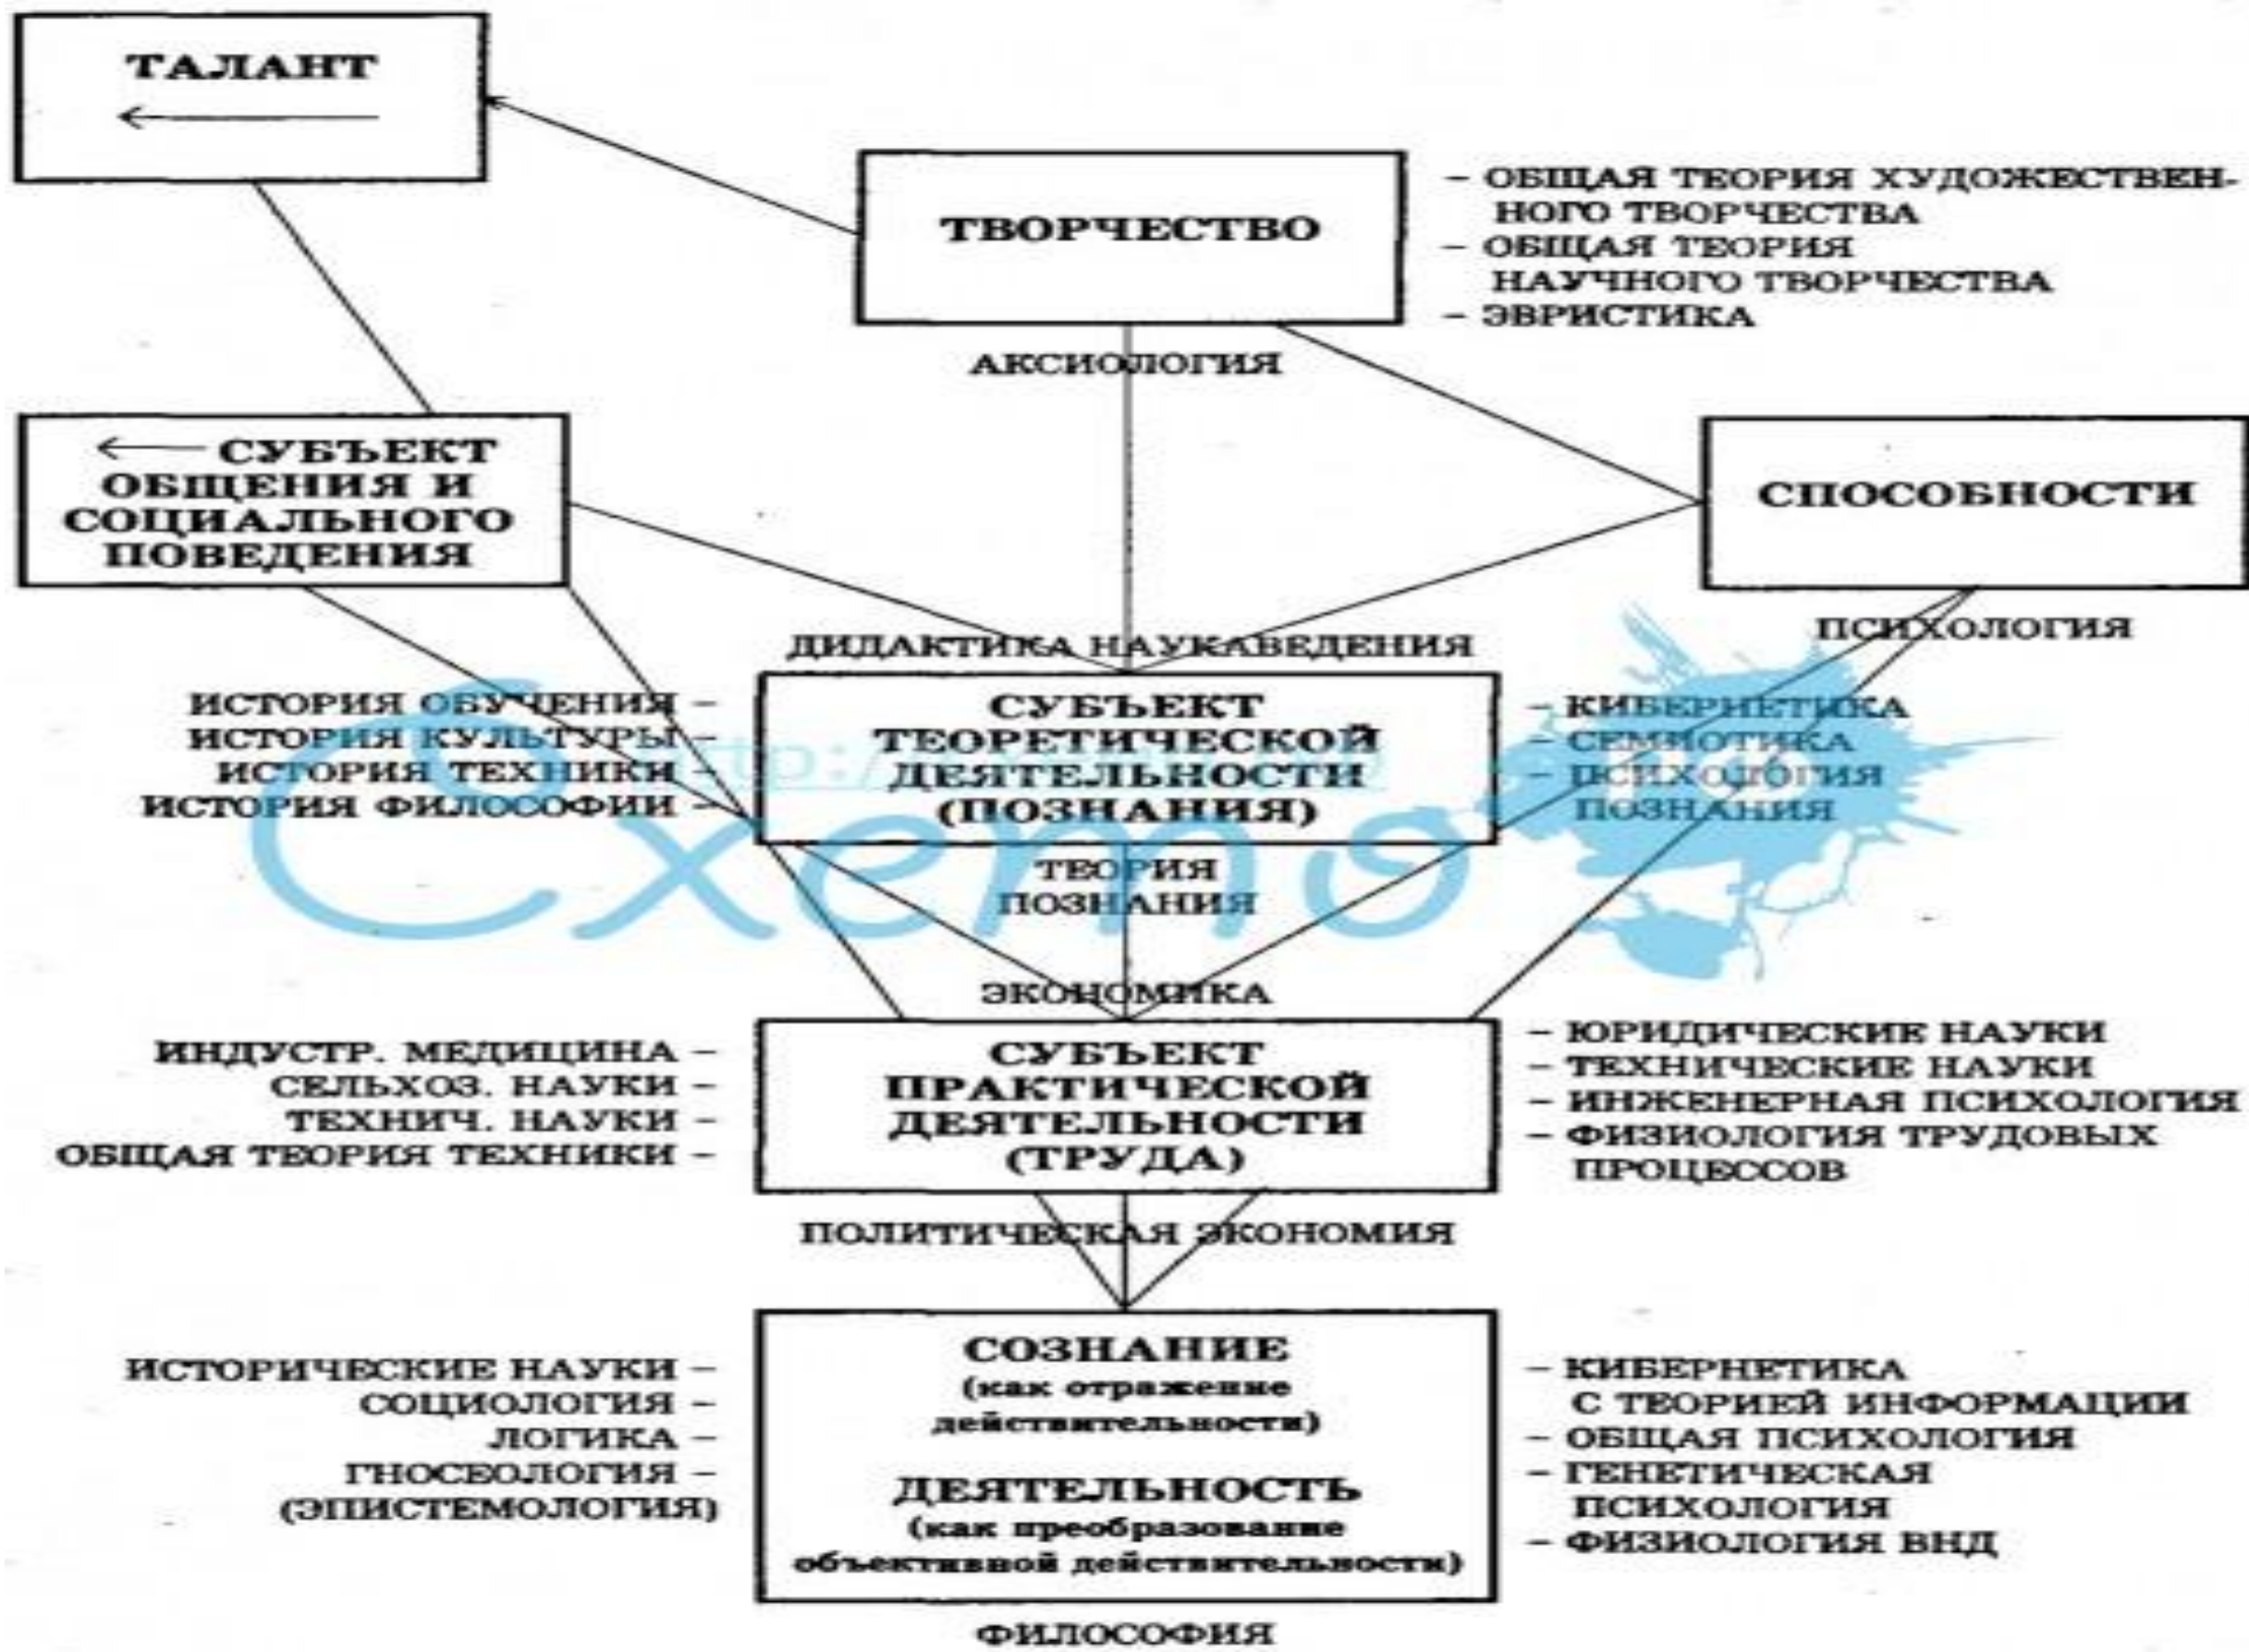 ТАЛАНТ
ТВОРЧЕСТВО
– ОБЩАЯ ТЕОРИЯ ХУДОЖЕСТВЕН-
НОГО ТВОРЧЕСТВА
– ОБЩАЯ ТЕОРИЯ
НАУЧНОГО ТВОРЧЕСТВА
– ЭВРИСТИКА
АКСИОЛОГИЯ
СУБЪЕКТ
ОБЩЕНИЯ И
СОЦИАЛЬНОГО
ПОВЕДЕНИЯ
СПОСОБНОСТИ
ПСИХОЛОГИЯ
ДИДАКТИКА НАУКАВЕДЕНИЯ
ИСТОРИЯ ОБУЧЕНИЯ –
ИСТОРИЯ КУЛЬТУРЫ –
ИСТОРИЯ ТЕХНИКИ –
ИСТОРИЯ ФИЛОСОФИИ –
СУБЪЕКТ
ТЕОРЕТИЧЕСКОЙ
ДЕЯТЕЛЬНОСТИ
(ПОЗНАНИЯ)
– КИБЕРНЕТИКА
– СЕМИОТИКА
– ПСИХОЛОГИЯ
ПОЗНАНИЯ
Схемо
ТЕОРИЯ
ПОЗНАНИЯ
ЭКОНОМИКА
ИНДУСТР. МЕДИЦИНА –
СЕЛЬХОЗ. НАУКИ –
ТЕХНИЧ. НАУКИ –
ОБЩАЯ ТЕОРИЯ ТЕХНИКИ –
СУБЪЕКТ
ПРАКТИЧЕСКОЙ
ДЕЯТЕЛЬНОСТИ
(ТРУДА)
– ЮРИДИЧЕСКИЕ НАУКИ
– ТЕХНИЧЕСКИЕ НАУКИ
– ИНЖЕНЕРНАЯ ПСИХОЛОГИЯ
– ФИЗИОЛОГИЯ ТРУДОВЫХ
ПРОЦЕССОВ
ПОЛИТИЧЕСКАЯ ЭКОНОМИЯ
ИСТОРИЧЕСКИЕ НАУКИ –
СОЦИОЛОГИЯ –
ЛОГИКА –
ГНОСЕОЛОГИЯ –
(ЭПИСТЕМОЛОГИЯ)
СОЗНАНИЕ
(как отражение
действительности)
ДЕЯТЕЛЬНОСТЬ
(как преобразование
объективной действительности)
– КИБЕРНЕТИКА
С ТЕОРИЕЙ ИНФОРМАЦИИ
– ОБЩАЯ ПСИХОЛОГИЯ
– ГЕНЕТИЧЕСКАЯ
ПСИХОЛОГИЯ
– ФИЗИОЛОГИЯ ВНД
ФИЛОСОФИЯ